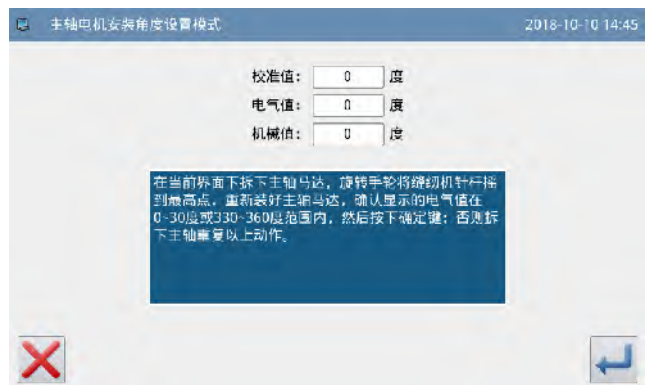 主轴电机安装角度设置模式 2018-10-10 14:45
校准值： 0 度
电气值： 0 度
机械值： 0 度
在当前界面下拆下主轴马达，旋转手轮将缝纫机针杆摇
到最高点，重新装好主轴马达，确认显示的电气值在
0~30度或330~360度范围内，然后按下确定键；否则拆
下主轴重复以上动作。